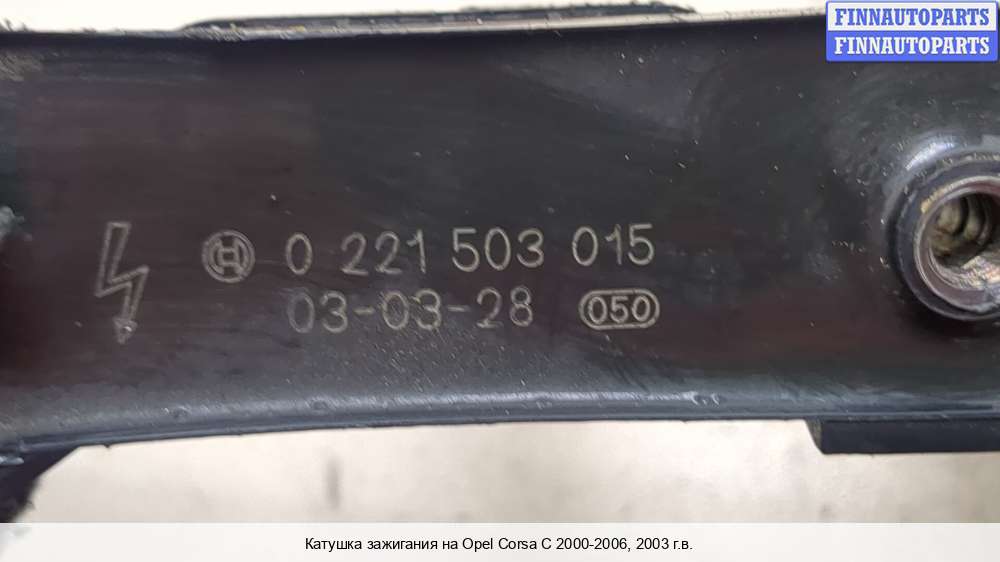 FINNAUTOPARTS
FINNAUTOPARTS
0 221 503 015
03-03-28 050
Катушка зажигания на Opel Corsa C 2000-2006, 2003 г.в.